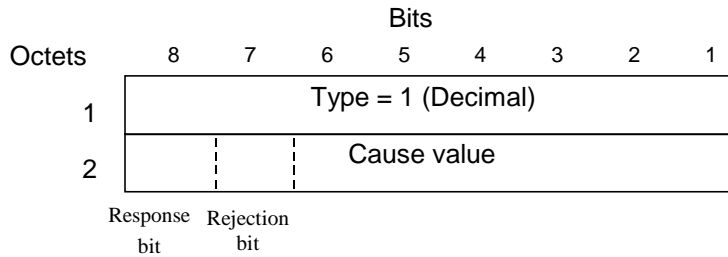 Bits
Octets 8 7 6 5 4 3 2 1
1 Type = 1 (Decimal)
2 Cause value
Response Rejection
bit bit